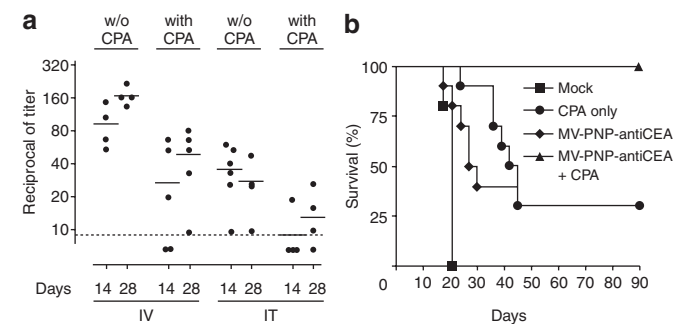 a
w/o with w/o with
CPA CPA CPA CPA
320
160
80
40
20
10
Reciprocal of titer
Days 14 28 14 28 14 28 14 28
IV IT
b
100
75
50
25
0
Survival (%)
Mock
CPA only
MV-PNP-antiCEA
MV-PNP-antiCEA
+ CPA
10 20 30 40 50 60 70 80 90
Days